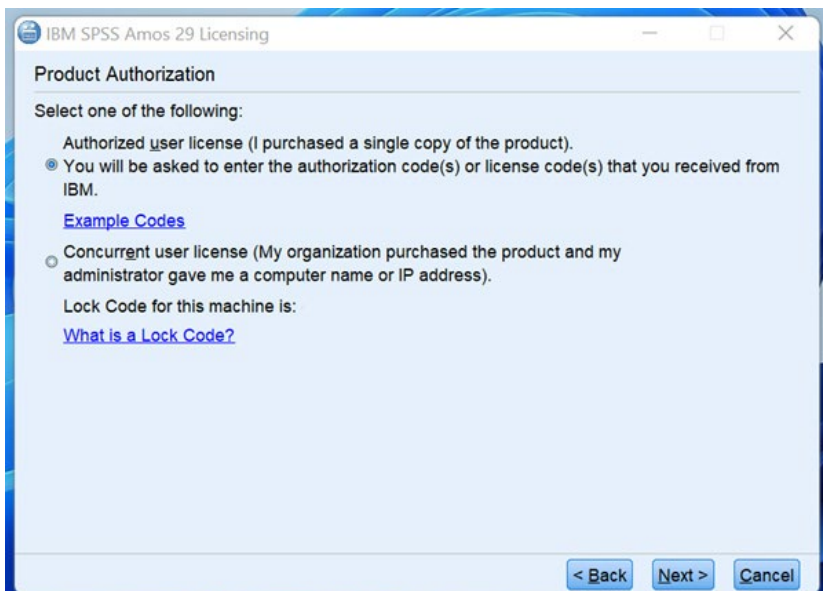 IBM SPSS Amos 29 Licensing
Product Authorization
Select one of the following:
Authorized user license (I purchased a single copy of the product).
You will be asked to enter the authorization code(s) or license code(s) that you received from
IBM.
Example Codes
Concurrent user license (My organization purchased the product and my
administrator gave me a computer name or IP address).
Lock Code for this machine is:
What is a Lock Code?
< Back Next > Cancel